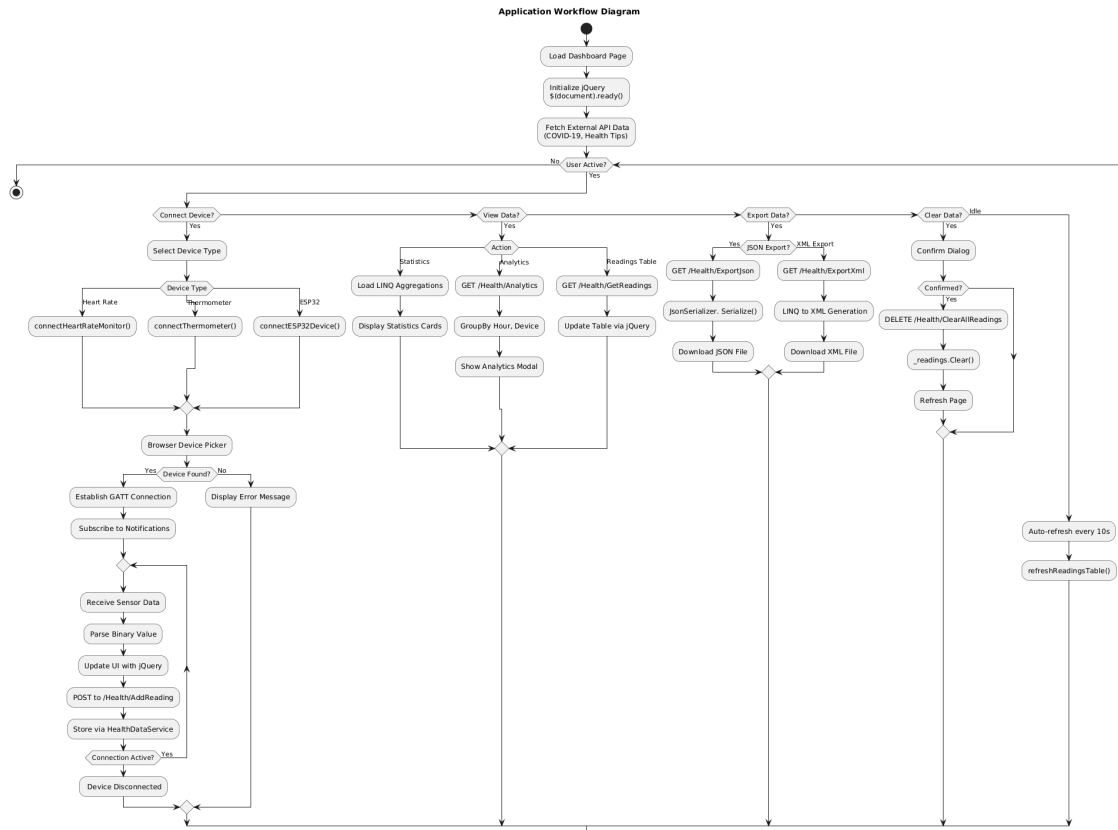 Application Workflow Diagram
Load Dashboard Page
Initialize jQuery
$(document).ready()
Fetch External API Data
(COVID-19, Health Tips)
No
User Active?
Yes
Connect Device?
Yes
Select Device Type
Device Type
Heart Rate
Thermometer
ESP32
connectHeartRateMonitor()
connectThermometer()
connectESP32Device()
Browser Device Picker
Yes
Device Found?
No
Establish GATT Connection
Display Error Message
Subscribe to Notifications
Receive Sensor Data
Parse Binary Value
Update UI with jQuery
POST to /Health/AddReading
Store via HealthDataService
Connection Active?
Yes
Device Disconnected
View Data?
Yes
Action
Statistics
Analytics
Readings Table
Load LINQ Aggregations
GET /Health/Analytics
GET /Health/GetReadings
Display Statistics Cards
GroupBy Hour, Device
Update Table via jQuery
Show Analytics Modal
Export Data?
Yes
Yes
JSON Export?
XML Export
GET /Health/ExportJson
GET /Health/ExportXml
JsonSerializer. Serialize()
LINQ to XML Generation
Download JSON File
Download XML File
Clear Data?
Idle
Yes
Confirm Dialog
Confirmed?
Yes
DELETE /Health/ClearAllReadings
_readings.Clear()
Refresh Page
Auto-refresh every 10s
refreshReadingsTable()